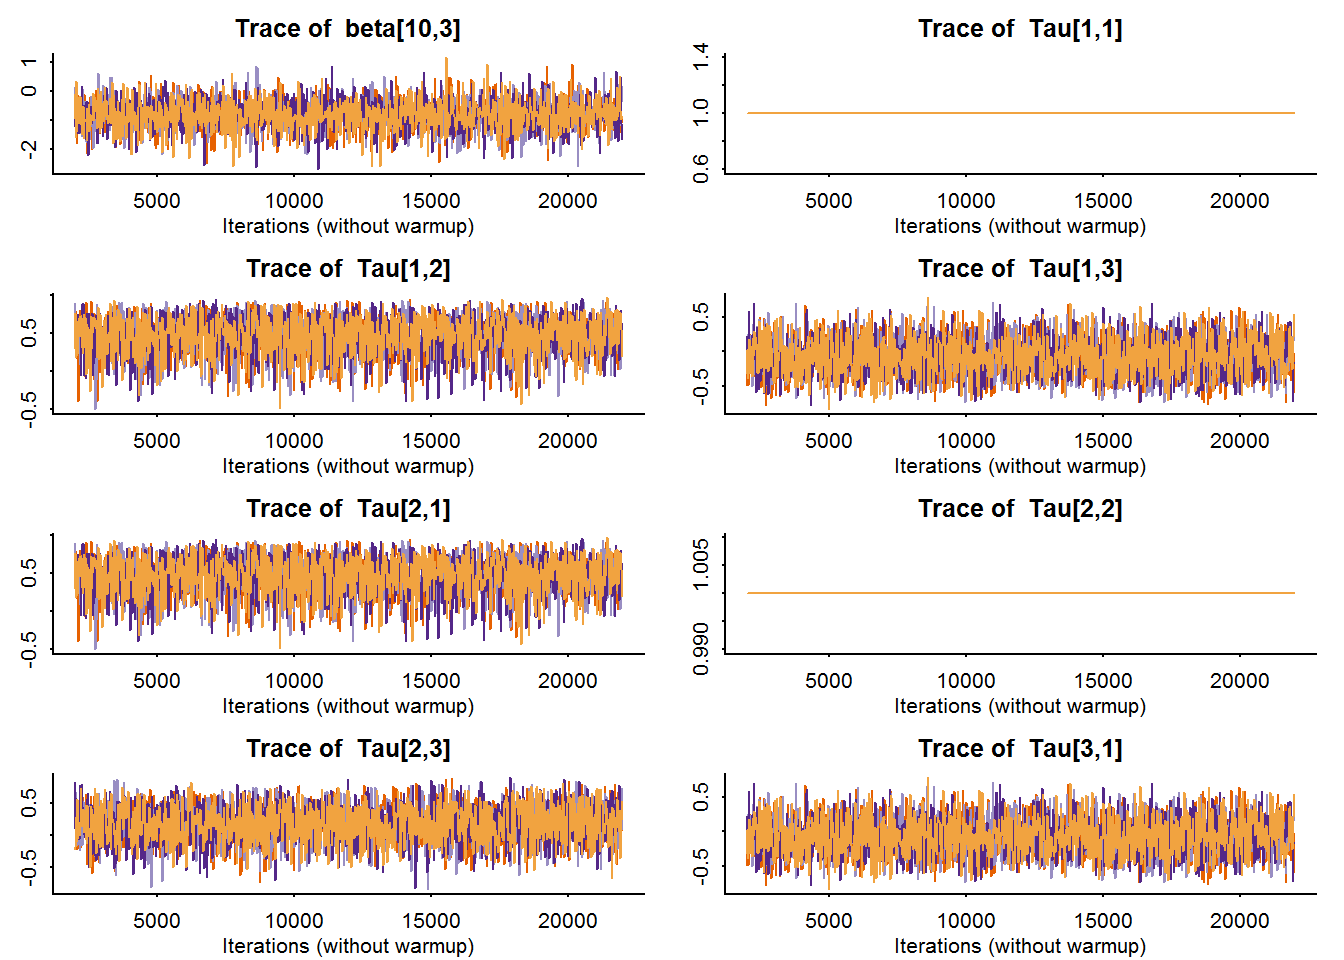 Trace of beta[10,3]
1
0
-2
5000 10000 15000 20000
Iterations (without warmup)
Trace of Tau[1,1]
1.4
1.0
0.6
5000 10000 15000 20000
Iterations (without warmup)
Trace of Tau[1,2]
0.5
-0.5
5000 10000 15000 20000
Iterations (without warmup)
Trace of Tau[1,3]
0.5
-0.5
5000 10000 15000 20000
Iterations (without warmup)
Trace of Tau[2,1]
0.5
-0.5
5000 10000 15000 20000
Iterations (without warmup)
Trace of Tau[2,2]
1.005
0.990
5000 10000 15000 20000
Iterations (without warmup)
Trace of Tau[2,3]
0.5
-0.5
5000 10000 15000 20000
Iterations (without warmup)
Trace of Tau[3,1]
0.5
-0.5
5000 10000 15000 20000
Iterations (without warmup)